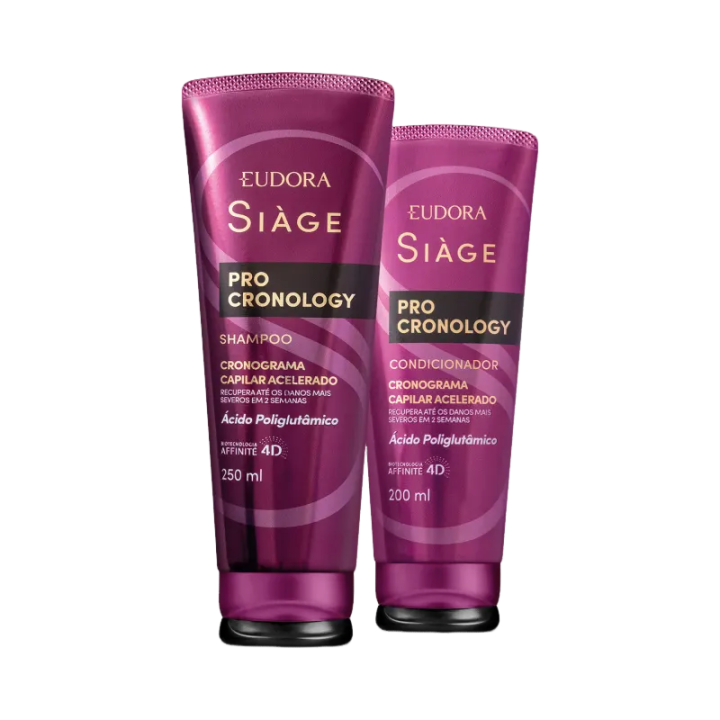 EUDORA
SIÀGE
PRO
CRONOLOGY
SHAMPOO
CRONOGRAMA
CAPILAR ACELERADO
RECUPERA ATÉ OS DANOS MAIS
SEVEROS EM 2 SEMANAS
Ácido Poliglutâmico
BIOTECNOLOGIA
AFFINITÉ 4D
250 ml
EUDORA
SIÀGE
PRO
CRONOLOGY
CONDICIONADOR
CRONOGRAMA
CAPILAR ACELERADO
RECUPERA ATÉ OS DANOS MAIS
SEVEROS EM 2 SEMANAS
Ácido Poliglutâmico
BIOTECNOLOGIA
AFFINITÉ 4D
200 ml